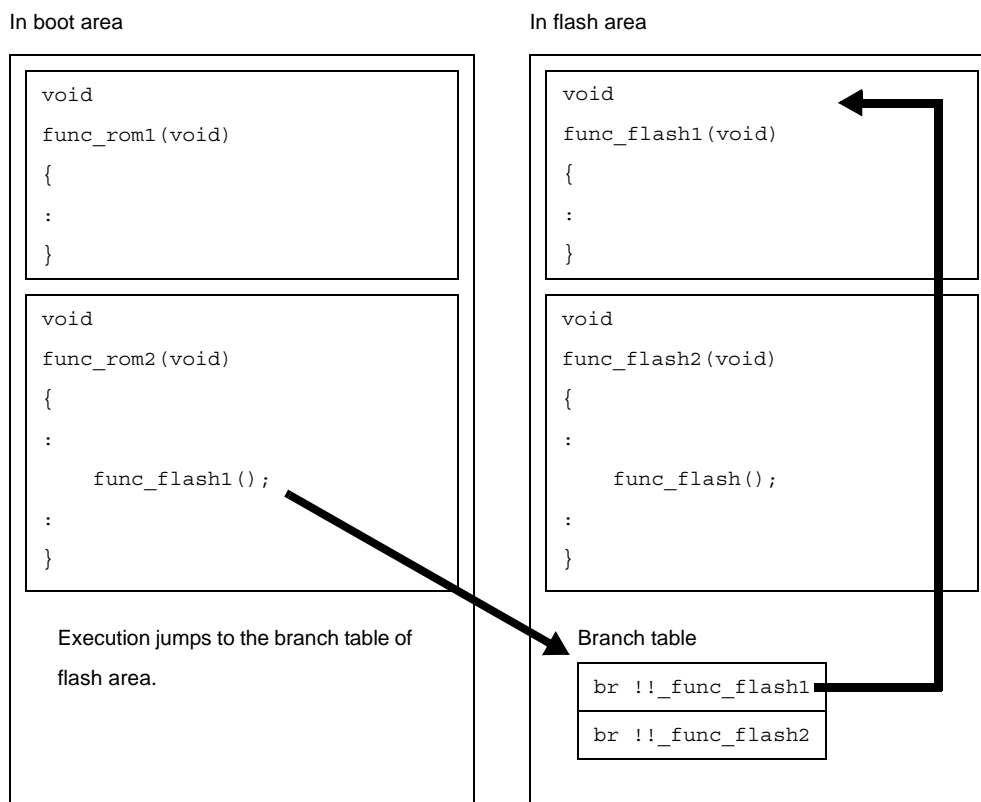 In boot area
void
func_rom1(void)
{
:
}
void
func_rom2(void)
{
:
func_flash1();
:
}
Execution jumps to the branch table of
flash area.
In flash area
void
func_flash1(void)
{
:
}
void
func_flash2(void)
{
:
func_flash();
:
}
Branch table
br !!_func_flash1
br !!_func_flash2